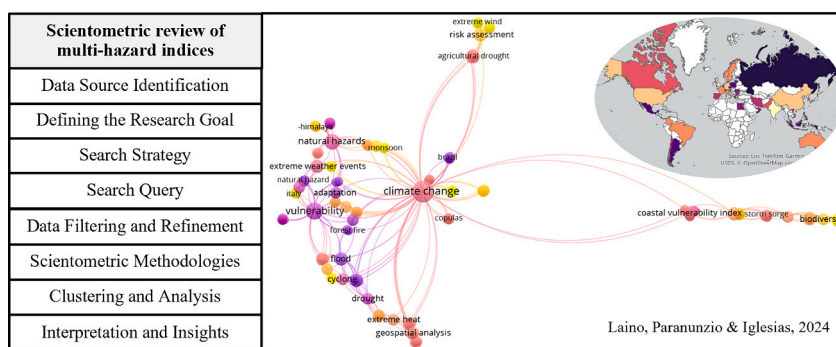 Scientometric review of
multi-hazard indices
Data Source Identification
Defining the Research Goal
Search Strategy
Search Query
Data Filtering and Refinement
Scientometric Methodologies
Clustering and Analysis
Interpretation and Insights
extreme wind
risk assessment
agricultural drought
-himalaya
natural hazards
monsoon
brazil
extreme weather events
natural hazard
italy
adaptation
climate change
vulnerability
forest fire
copulas
flood
cyclone
drought
extreme heat
geospatial analysis
coastal vulnerability index
storm surge
biodivers
Sources: Esri, TomTom, Garmin,
USGS, © OpenStreetMap
Laino, Paranunzio & Iglesias, 2024